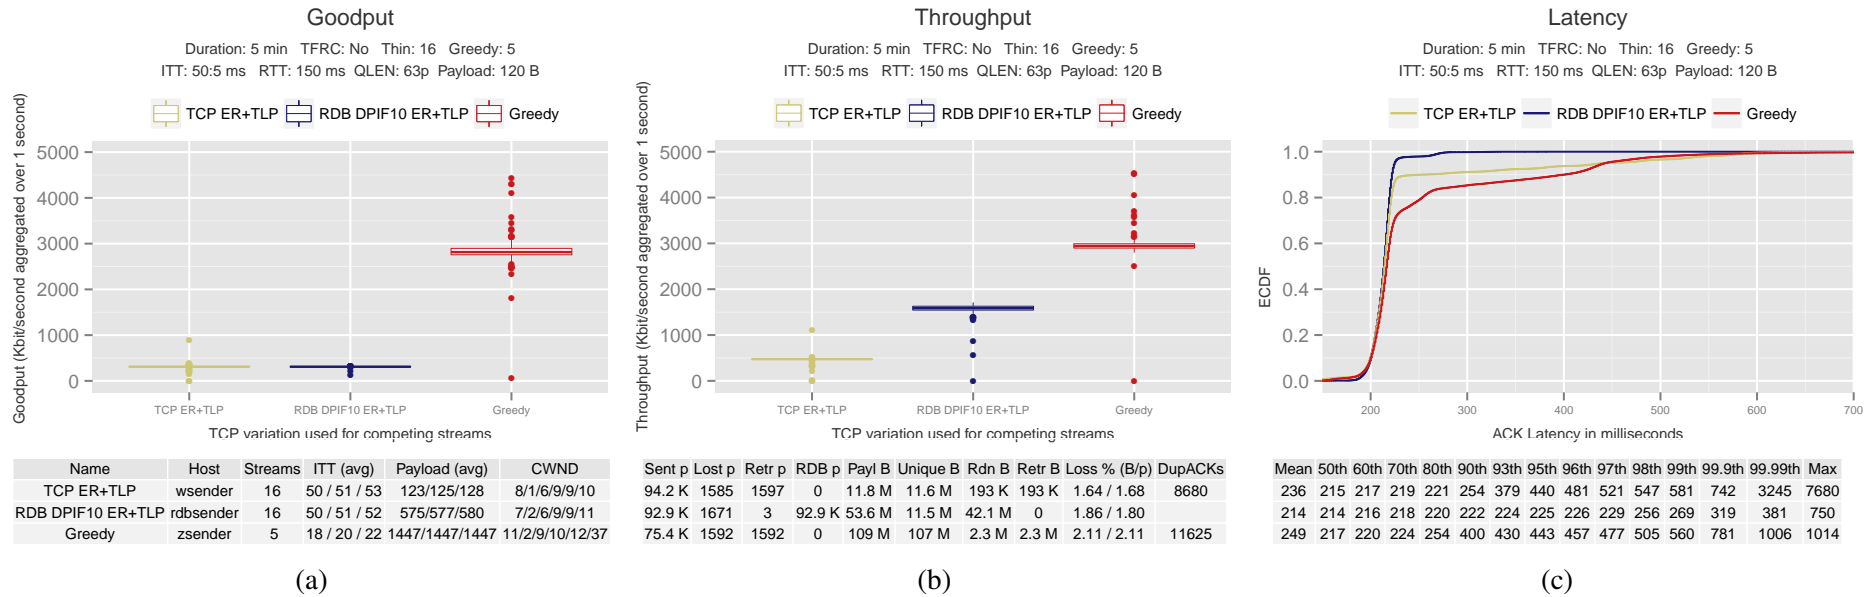 Goodput
Duration: 5 min TFRC: No Thin: 16 Greedy: 5
ITT: 50:5 ms RTT: 150 ms QLEN: 63p Payload: 120 B
TCP ER+TLP RDB DPIF10 ER+TLP Greedy
Goodput (Kbit/second aggregated over 1 second)
5000
4000
3000
2000
1000
0
TCP ER+TLP RDB DPIF10 ER+TLP Greedy
TCP variation used for competing streams
Name Host Streams ITT (avg) Payload (avg) CWND
TCP ER+TLP wsender 16 50 / 51 / 53 123/125/128 8/1/6/9/9/10
RDB DPIF10 ER+TLP rdbsender 16 50 / 51 / 52 575/577/580 7/2/6/9/9/11
Greedy zsender 5 18 / 20 / 22 1447/1447/1447 11/2/9/10/12/37
(a)
Throughput
Duration: 5 min TFRC: No Thin: 16 Greedy: 5
ITT: 50:5 ms RTT: 150 ms QLEN: 63p Payload: 120 B
TCP ER+TLP RDB DPIF10 ER+TLP Greedy
Throughput (Kbit/second aggregated over 1 second)
5000
4000
3000
2000
1000
0
TCP ER+TLP RDB DPIF10 ER+TLP Greedy
TCP variation used for competing streams
Sent p Lost p Retr p RDB p Payl B Unique B Rdn B Retr B Loss % (B/p) DupACKs
94.2 K 1585 1597 0 11.8 M 11.6 M 193 K 193 K 1.64 / 1.68 8680
92.9 K 1671 3 92.9 K 53.6 M 11.5 M 42.1 M 0 1.86 / 1.80
75.4 K 1592 1592 0 109 M 107 M 2.3 M 2.3 M 2.11 / 2.11 11625
(b)
Latency
Duration: 5 min TFRC: No Thin: 16 Greedy: 5
ITT: 50:5 ms RTT: 150 ms QLEN: 63p Payload: 120 B
TCP ER+TLP RDB DPIF10 ER+TLP Greedy
ECDF
1.0
0.8
0.6
0.4
0.2
0.0
200 300 400 500 600 700
ACK Latency in milliseconds
Mean 50th 60th 70th 80th 90th 93th 95th 96th 97th 98th 99th 99.9th 99.99th Max
236 215 217 219 221 254 379 440 481 521 547 581 742 3245 7680
214 214 216 218 220 222 224 225 226 229 256 269 319 381 750
249 217 220 224 254 400 430 443 457 477 505 560 781 1006 1014
(c)